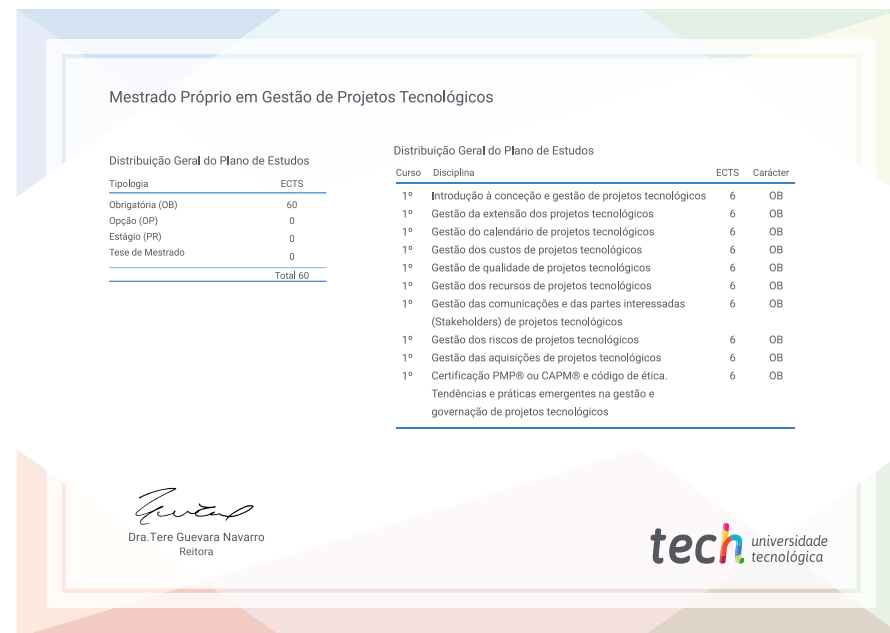 Mestrado Próprio em Gestão de Projetos Tecnológicos
Distribuição Geral do Plano de Estudos
Tipologia ECTS
Obrigatória (OB) 60
Opção (OP) 0
Estágio (PR) 0
Tese de Mestrado 0
Total 60
Distribuição Geral do Plano de Estudos
Curso Disciplina ECTS Carácter
1º Introdução à conceção e gestão de projetos tecnológicos 6 OB
1º Gestão da extensão dos projetos tecnológicos 6 OB
1º Gestão do calendário de projetos tecnológicos 6 OB
1º Gestão dos custos de projetos tecnológicos 6 OB
1º Gestão de qualidade de projetos tecnológicos 6 OB
1º Gestão dos recursos de projetos tecnológicos 6 OB
1º Gestão das comunicações e das partes interessadas 6 OB
(Stakeholders) de projetos tecnológicos
1º Gestão dos riscos de projetos tecnológicos 6 OB
1º Gestão das aquisições de projetos tecnológicos 6 OB
1º Certificação PMP® ou CAPM® e código de ética. 6 OB
Tendências e práticas emergentes na gestão e
governação de projetos tecnológicos
Dra.Tere Guevara Navarro
Reitora
tech universidade
tecnológica